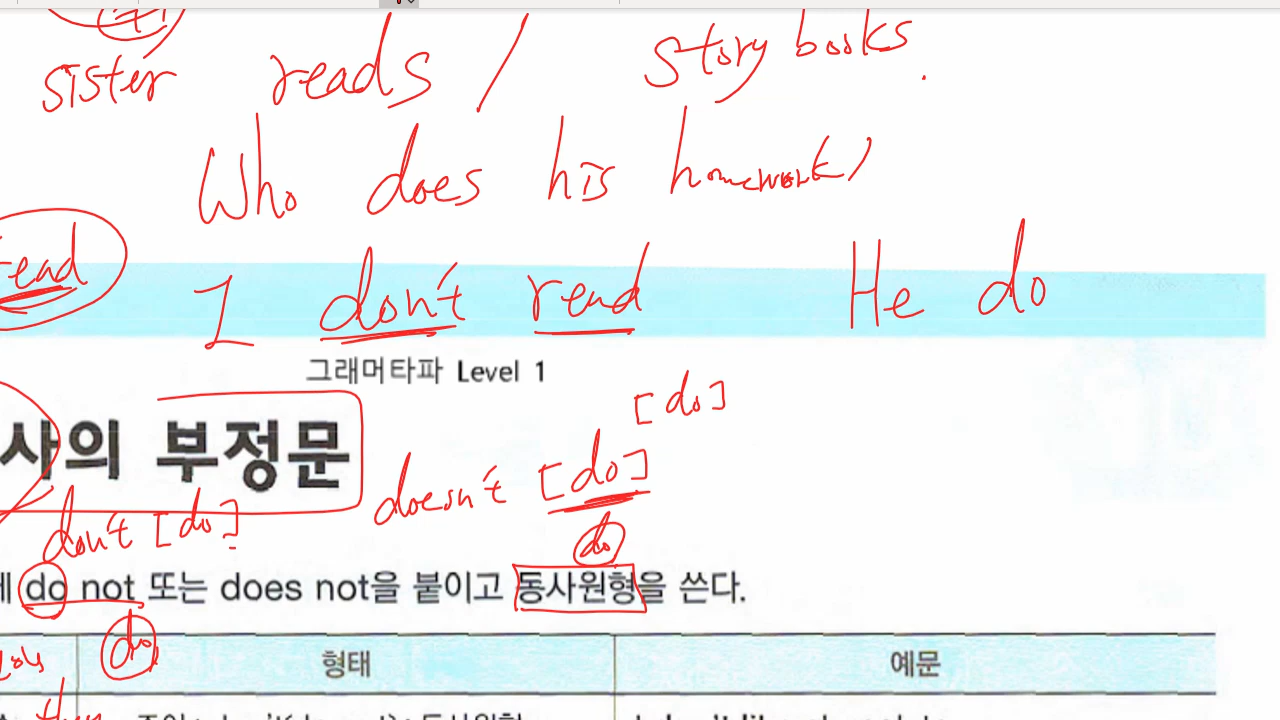 sister reads / story books.
Who does his homework
read
I don't read He do
그래머타파 Level 1
[do]
사의 부정문
doesn't [do]
don't [do]
do
에 do not 또는 does not을 붙이고 동사원형을 쓴다.
do
형태 예문